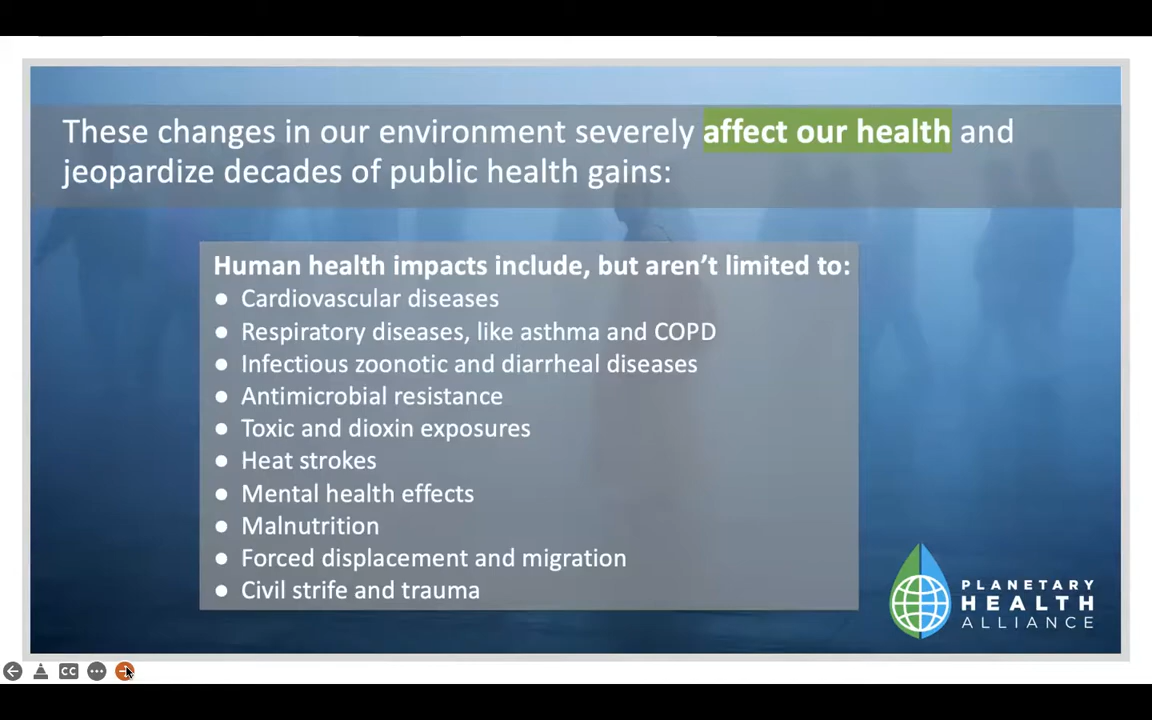 These changes in our environment severely affect our health and
jeopardize decades of public health gains:
Human health impacts include, but aren't limited to:
● Cardiovascular diseases
● Respiratory diseases, like asthma and COPD
● Infectious zoonotic and diarrheal diseases
● Antimicrobial resistance
● Toxic and dioxin exposures
● Heat strokes
● Mental health effects
● Malnutrition
● Forced displacement and migration
● Civil strife and trauma
PLANETARY
HEALTH
ALLIANCE
CC